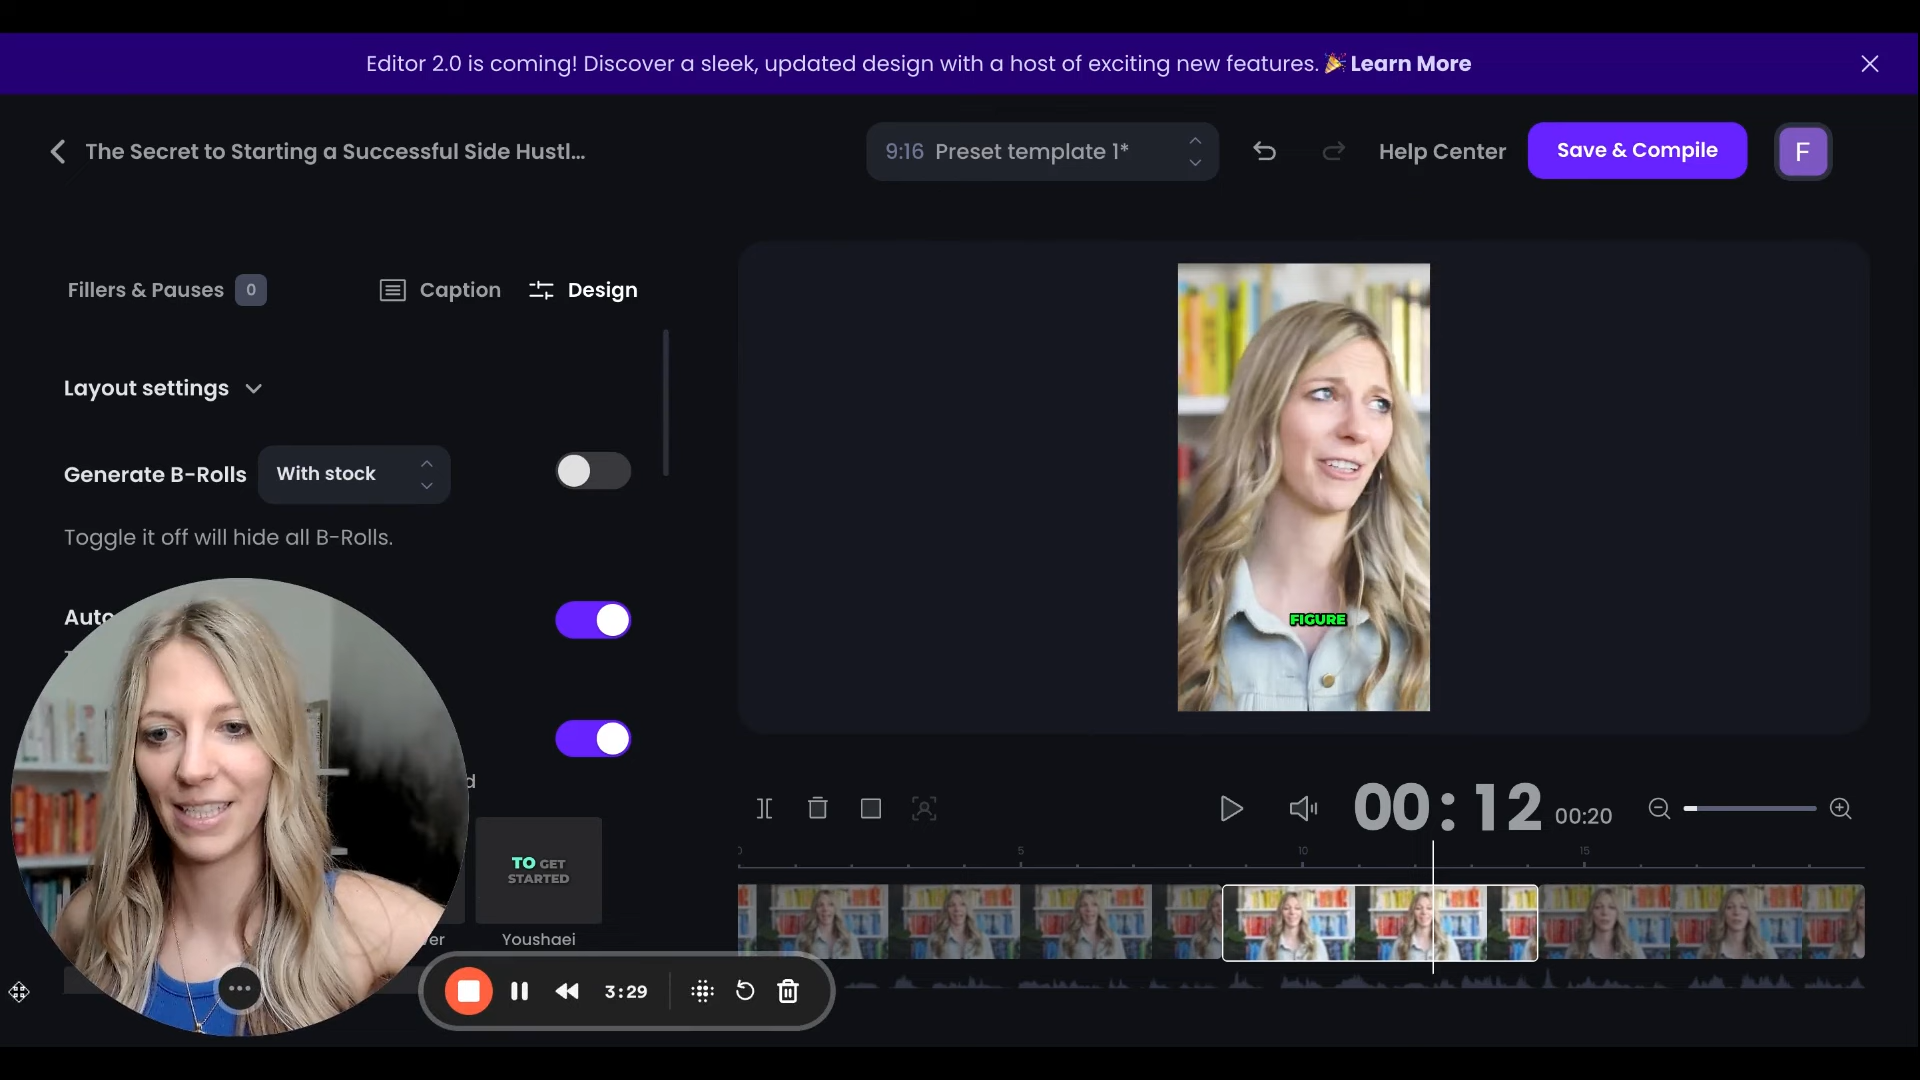 Editor 2.0 is coming! Discover a sleek, updated design with a host of exciting new features. 🎉 Learn More
The Secret to Starting a Successful Side Hustl...
9:16 Preset template 1*
Help Center
Save & Compile
F
Fillers & Pauses 0
Caption
Design
Layout settings
Generate B-Rolls
With stock
Toggle it off will hide all B-Rolls.
Auto
FIGURE
d
TO GET
STARTED
er
Youshaei
00:12
00:20
5
10
15
3:29